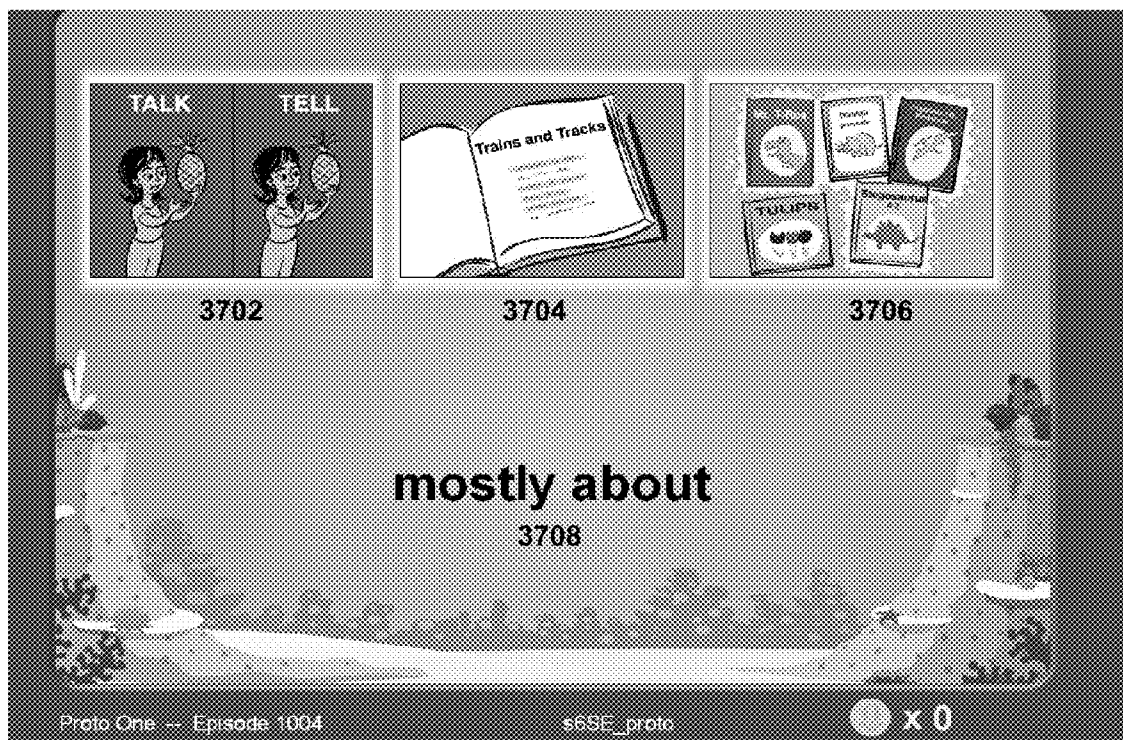 TALK TELL
Trains and Tracks
TULIPS
3702 3704 3706
mostly about
3708
Proto One -- Episode 1004 s6SE_proto x 0